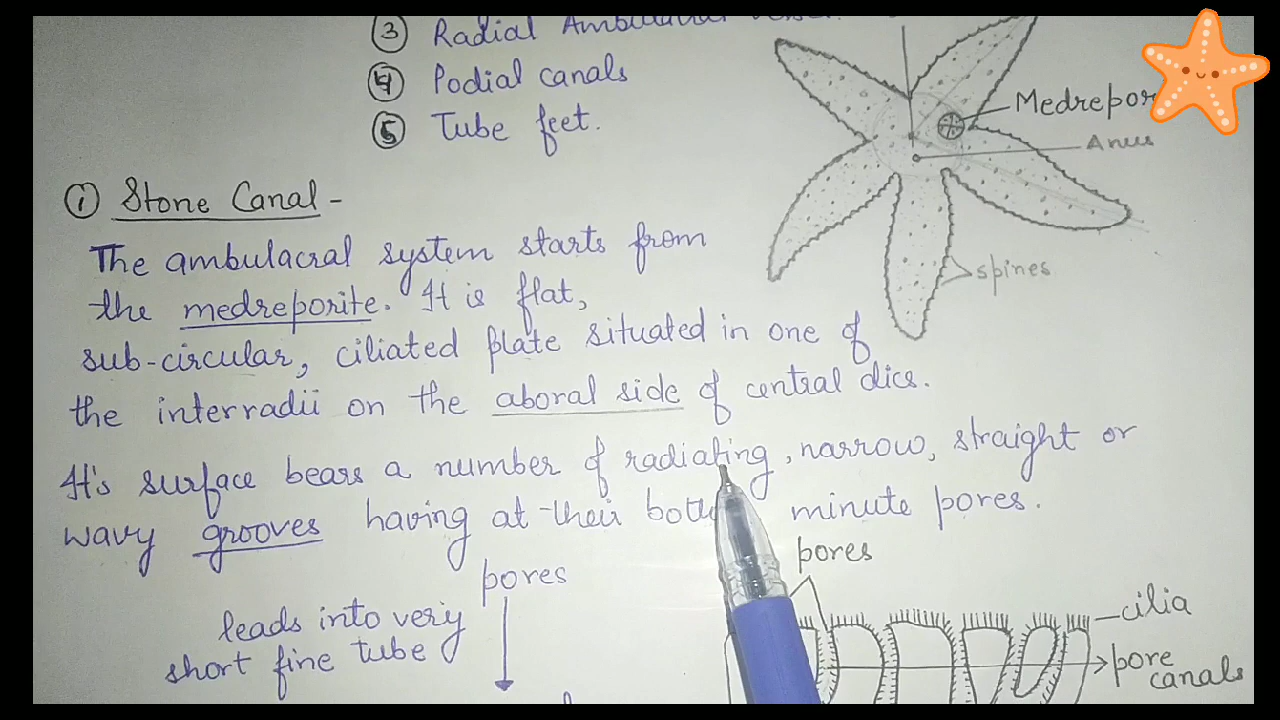 ③ Radial Ambulacral
④ Podial canals
⑤ Tube feet.
Medrepor
Anus
① Stone Canal -
The ambulacral system starts from
the medreporite. It is flat,
spines
sub-circular, ciliated plate situated in one of
the interradii on the aboral side of central dics.
It's surface bears a number of radiating, narrow, straight or
wavy grooves having at their minute pores.
pores
pores
leads into very
short fine tube
cilia
pore
canals